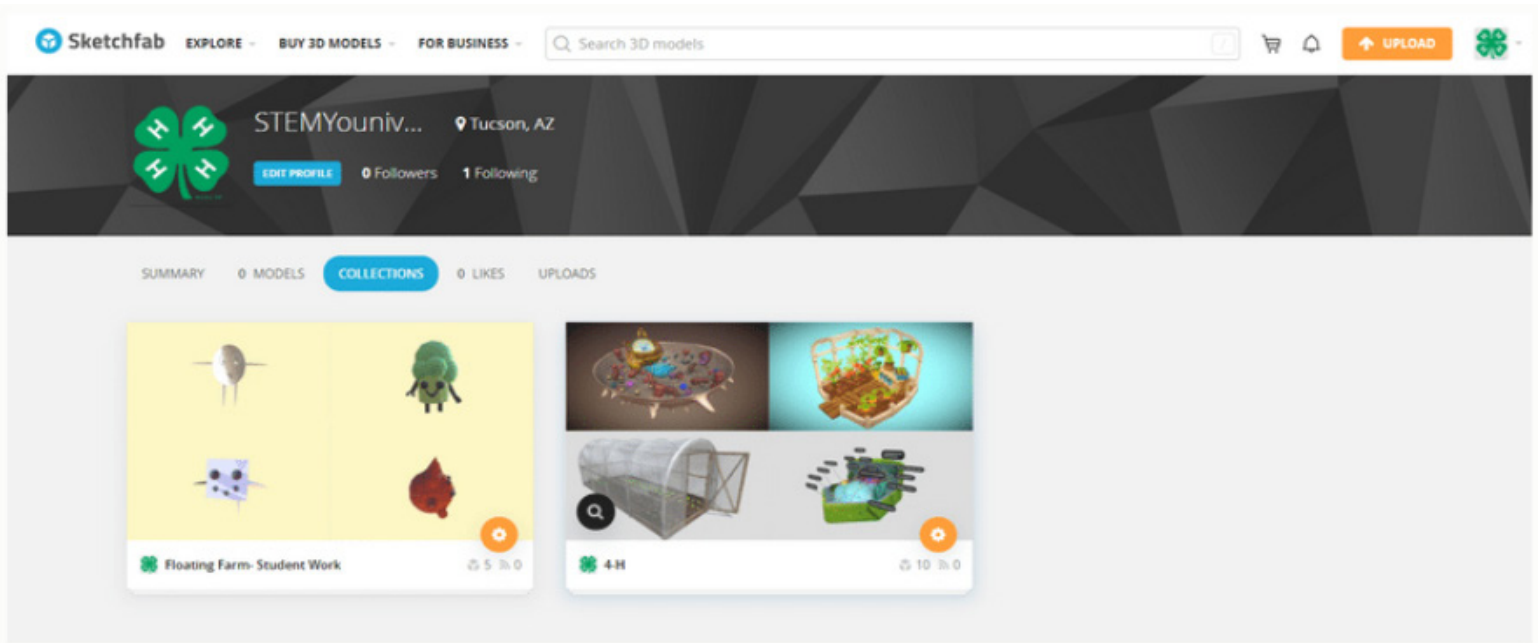 Sketchfab EXPLORE BUY 3D MODELS FOR BUSINESS Search 3D models / UPLOAD
H H H H
STEMYouniv... Tucson, AZ
EDIT PROFILE 0 Followers 1 Following
SUMMARY 0 MODELS COLLECTIONS 0 LIKES UPLOADS
Floating Farm- Student Work 5 0
4-H 10 0